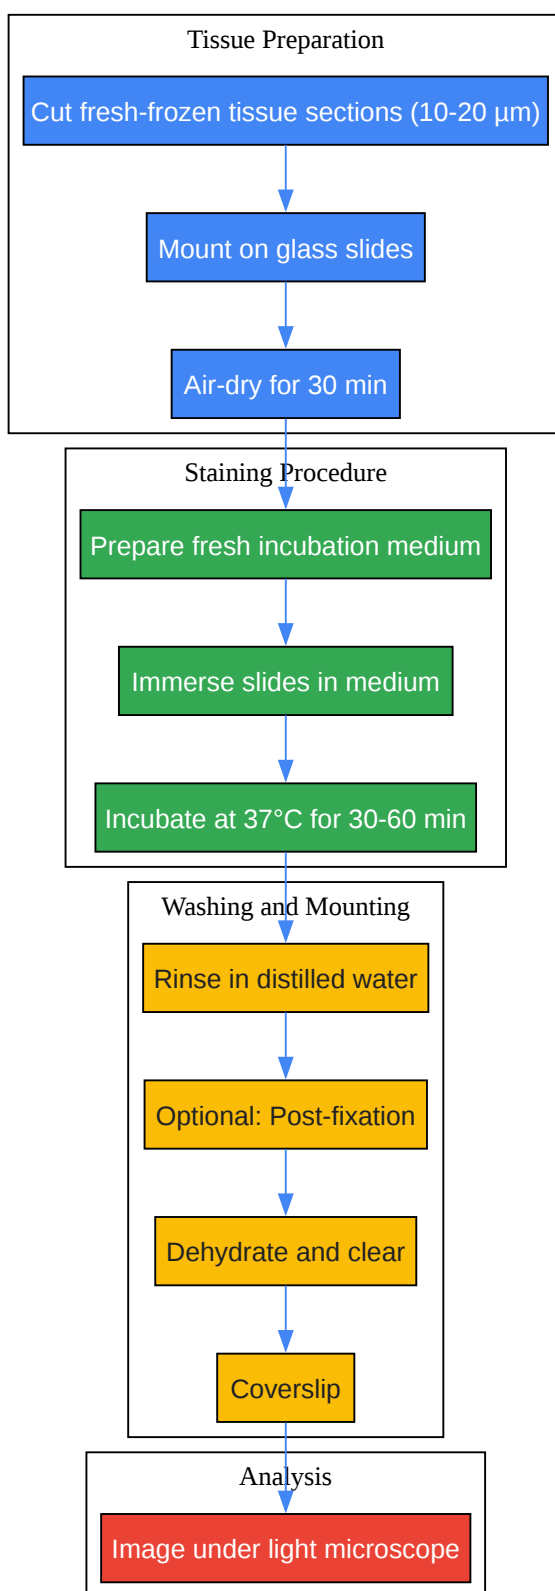 Tissue Preparation
Cut fresh-frozen tissue sections (10-20 µm)
Mount on glass slides
Air-dry for 30 min
Staining Procedure
Prepare fresh incubation medium
Immerse slides in medium
Incubate at 37°C for 30-60 min
Washing and Mounting
Rinse in distilled water
Optional: Post-fixation
Dehydrate and clear
Coverslip
Analysis
Image under light microscope